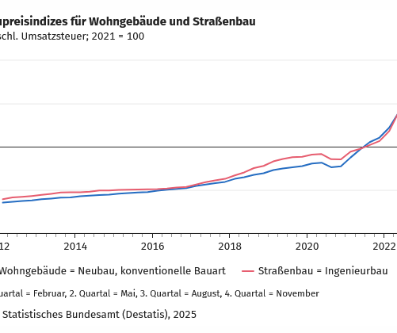 upreisindizes für Wohngebäude und Straßenbau
schl. Umsatzsteuer; 2021 = 100
12 2014 2016 2018 2020 2022
Wohngebäude = Neubau, konventionelle Bauart — Straßenbau = Ingenieurbau
uartal = Februar, 2. Quartal = Mai, 3. Quartal = August, 4. Quartal = November
Statistisches Bundesamt (Destatis), 2025